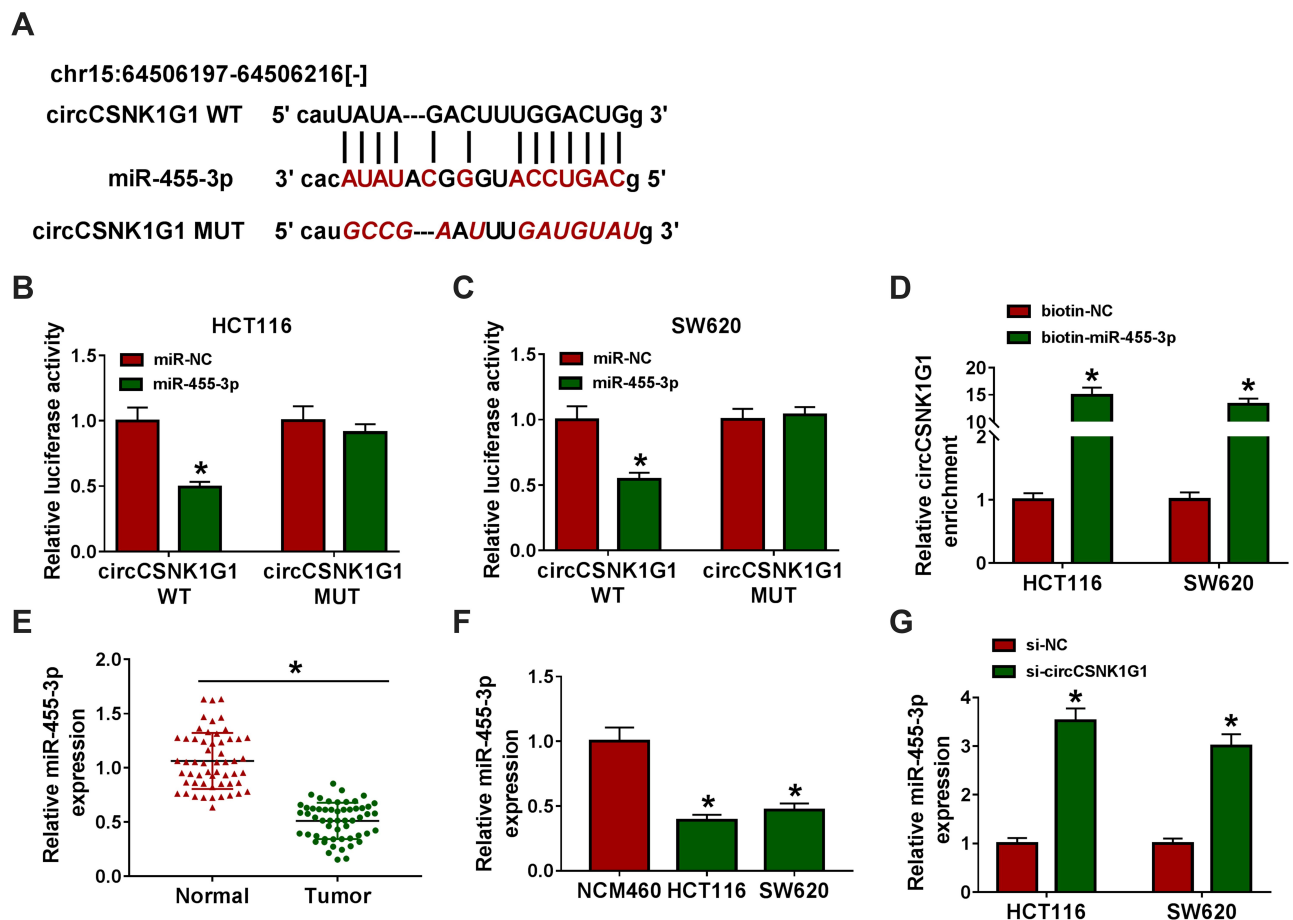 A
chr15:64506197-64506216[-]
circCSNK1G1 WT 5' cauUAUA---GACUUUGGACUGg 3'
miR-455-3p 3' cacAUAUACGGGUACCUGACg 5'
circCSNK1G1 MUT 5' cauGCCG---AAUUUGAUGUAUg 3'
B
HCT116
Relative luciferase activity
miR-NC
miR-455-3p
1.5
1.0
0.5
0.0
*
circCSNK1G1 circCSNK1G1
WT MUT
C
SW620
Relative luciferase activity
miR-NC
miR-455-3p
1.5
1.0
0.5
0.0
*
circCSNK1G1 circCSNK1G1
WT MUT
D
biotin-NC
biotin-miR-455-3p
Relative circCSNK1G1
enrichment
20
15
10
2
1
0
* *
HCT116 SW620
E
Relative miR-455-3p
expression
2.0
1.5
1.0
0.5
0.0
*
Normal Tumor
F
Relative miR-455-3p
expression
1.5
1.0
0.5
0.0
* *
NCM460 HCT116 SW620
G
si-NC
si-circCSNK1G1
Relative miR-455-3p
expression
4
3
2
1
0
* *
HCT116 SW620